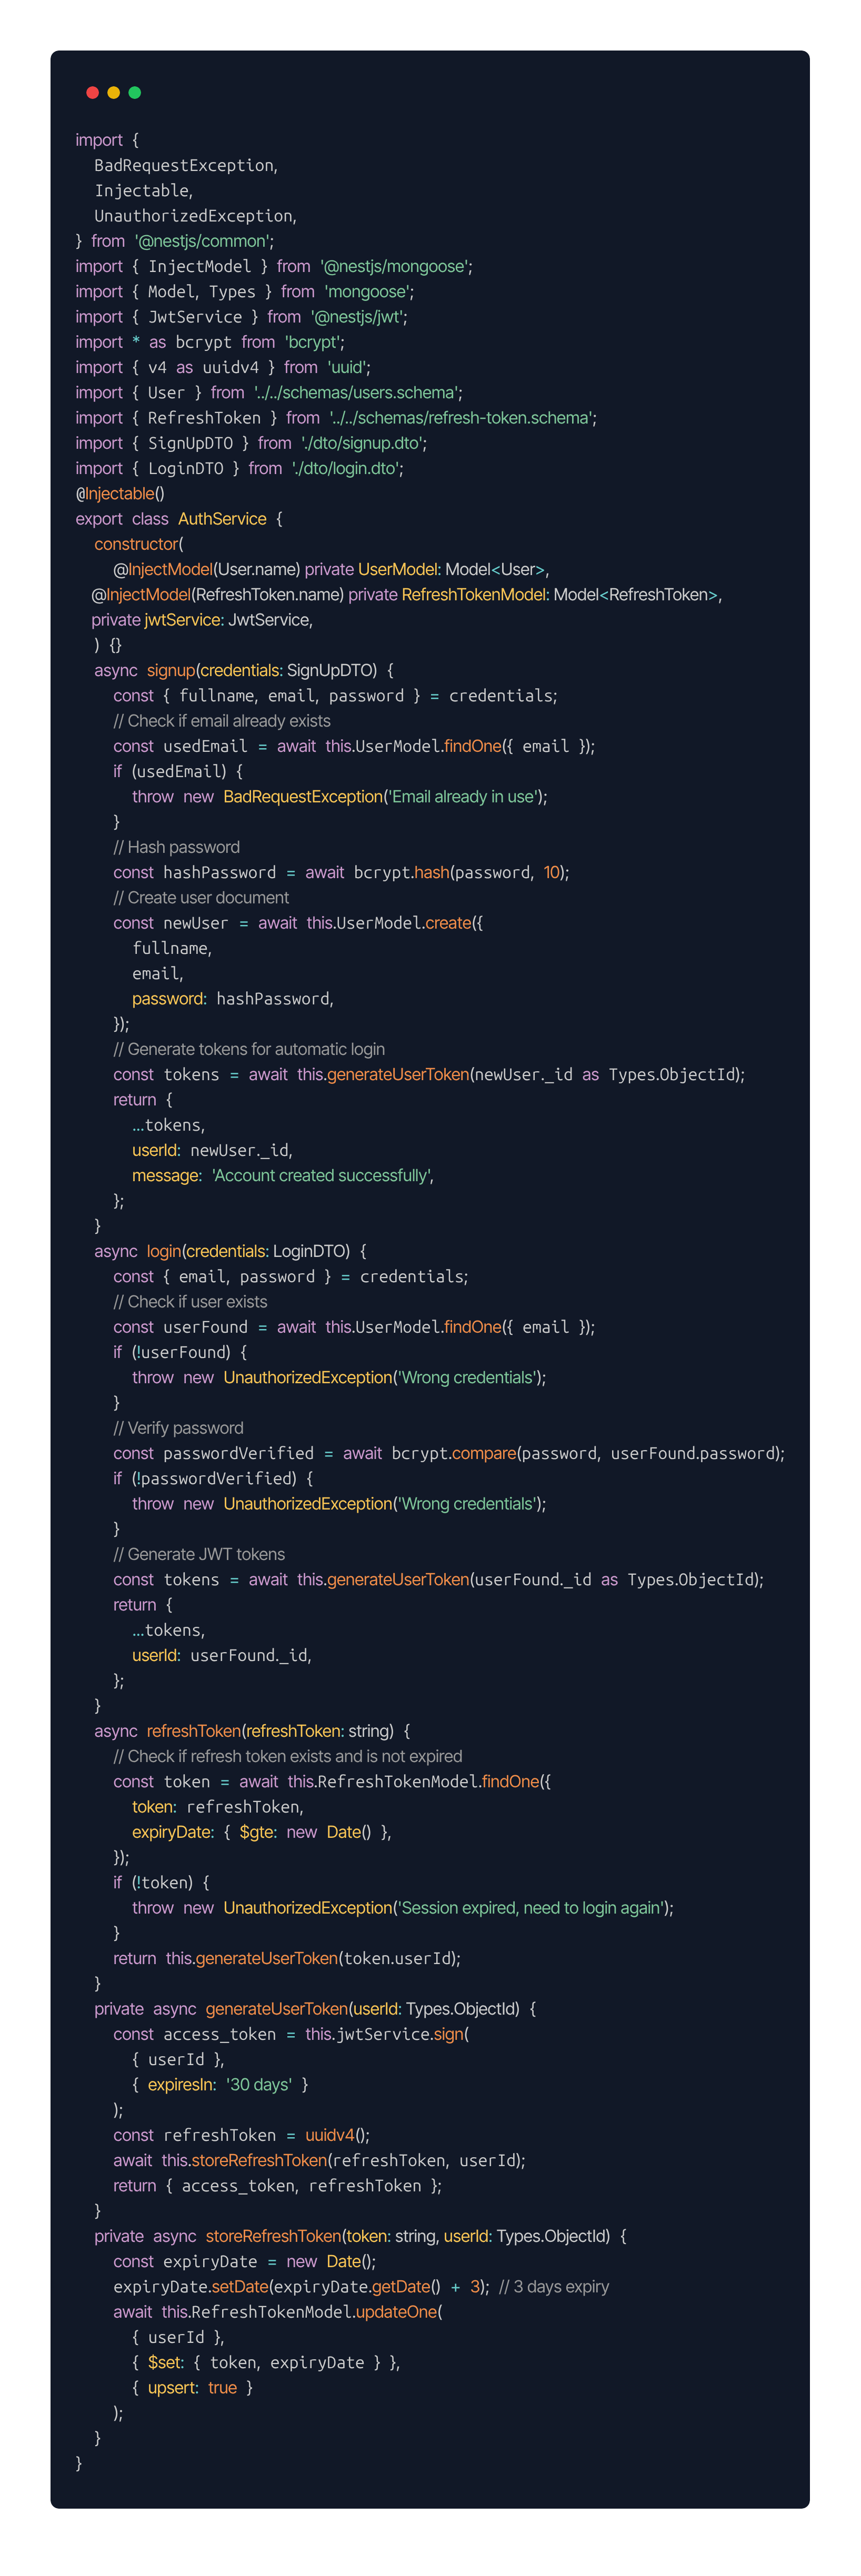 import {
  BadRequestException,
  Injectable,
  UnauthorizedException,
} from '@nestjs/common';
import { InjectModel } from '@nestjs/mongoose';
import { Model, Types } from 'mongoose';
import { JwtService } from '@nestjs/jwt';
import * as bcrypt from 'bcrypt';
import { v4 as uuidv4 } from 'uuid';
import { User } from '../../schemas/users.schema';
import { RefreshToken } from '../../schemas/refresh-token.schema';
import { SignUpDTO } from './dto/signup.dto';
import { LoginDTO } from './dto/login.dto';
@Injectable()
export class AuthService {
  constructor(
    @InjectModel(User.name) private UserModel: Model<User>,
  @InjectModel(RefreshToken.name) private RefreshTokenModel: Model<RefreshToken>,
  private jwtService: JwtService,
  ) {}
  async signup(credentials: SignUpDTO) {
    const { fullname, email, password } = credentials;
    // Check if email already exists
    const usedEmail = await this.UserModel.findOne({ email });
    if (usedEmail) {
      throw new BadRequestException('Email already in use');
    }
    // Hash password
    const hashPassword = await bcrypt.hash(password, 10);
    // Create user document
    const newUser = await this.UserModel.create({
      fullname,
      email,
      password: hashPassword,
    });
    // Generate tokens for automatic login
    const tokens = await this.generateUserToken(newUser._id as Types.ObjectId);
    return {
      ...tokens,
      userId: newUser._id,
      message: 'Account created successfully',
    };
  }
  async login(credentials: LoginDTO) {
    const { email, password } = credentials;
    // Check if user exists
    const userFound = await this.UserModel.findOne({ email });
    if (!userFound) {
      throw new UnauthorizedException('Wrong credentials');
    }
    // Verify password
    const passwordVerified = await bcrypt.compare(password, userFound.password);
    if (!passwordVerified) {
      throw new UnauthorizedException('Wrong credentials');
    }
    // Generate JWT tokens
    const tokens = await this.generateUserToken(userFound._id as Types.ObjectId);
    return {
      ...tokens,
      userId: userFound._id,
    };
  }
  async refreshToken(refreshToken: string) {
    // Check if refresh token exists and is not expired
    const token = await this.RefreshTokenModel.findOne({
      token: refreshToken,
      expiryDate: { $gte: new Date() },
    });
    if (!token) {
      throw new UnauthorizedException('Session expired, need to login again');
    }
    return this.generateUserToken(token.userId);
  }
  private async generateUserToken(userId: Types.ObjectId) {
    const access_token = this.jwtService.sign(
      { userId },
      { expiresIn: '30 days' }
    );
    const refreshToken = uuidv4();
    await this.storeRefreshToken(refreshToken, userId);
    return { access_token, refreshToken };
  }
  private async storeRefreshToken(token: string, userId: Types.ObjectId) {
    const expiryDate = new Date();
    expiryDate.setDate(expiryDate.getDate() + 3); // 3 days expiry
    await this.RefreshTokenModel.updateOne(
      { userId },
      { $set: { token, expiryDate } },
      { upsert: true }
    );
  }
}